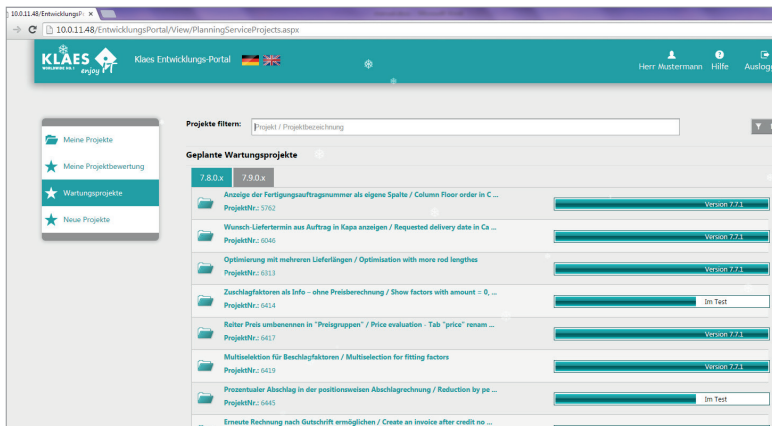 10.0.11.48/EntwicklungsP: ×
10.0.11.48/EntwicklungsPortal/View/PlanningServiceProjects.aspx
KLAES
WORLDWIDE NO. 1
enjoy IT
Klaes Entwicklungs-Portal
Herr Mustermann
Hilfe
Auslogg
Meine Projekte
Meine Projektbewertung
Wartungsprojekte
Neue Projekte
Projekte filtern:
Projekt / Projektbezeichnung
Geplante Wartungsprojekte
7.8.0.x
7.9.0.x
Anzeige der Fertigungsauftragsnummer als eigene Spalte / Column Floor order in C ...
ProjektNr.: 5762
Version 7.7.1
Wunsch-Liefertermin aus Auftrag in Kapa anzeigen / Requested delivery date in Ca ...
ProjektNr.: 6046
Version 7.7.1
Optimierung mit mehreren Lieferlängen / Optimisation with more rod lengthes
ProjektNr.: 6313
Version 7.7.1
Zuschlagfaktoren als Info – ohne Preisberechnung / Show factors with amount = 0, ...
ProjektNr.: 6414
Im Test
Reiter Preis umbenennen in "Preisgruppen" / Price evaluation - Tab "price" renam ...
ProjektNr.: 6417
Version 7.7.1
Multiselektion für Beschlagfaktoren / Multiselection for fitting factors
ProjektNr.: 6419
Version 7.7.1
Prozentualer Abschlag in der positionsweisen Abschlagrechnung / Reduction by pe ...
ProjektNr.: 6445
Im Test
Erneute Rechnung nach Gutschrift ermöglichen / Create an invoice after credit no ...